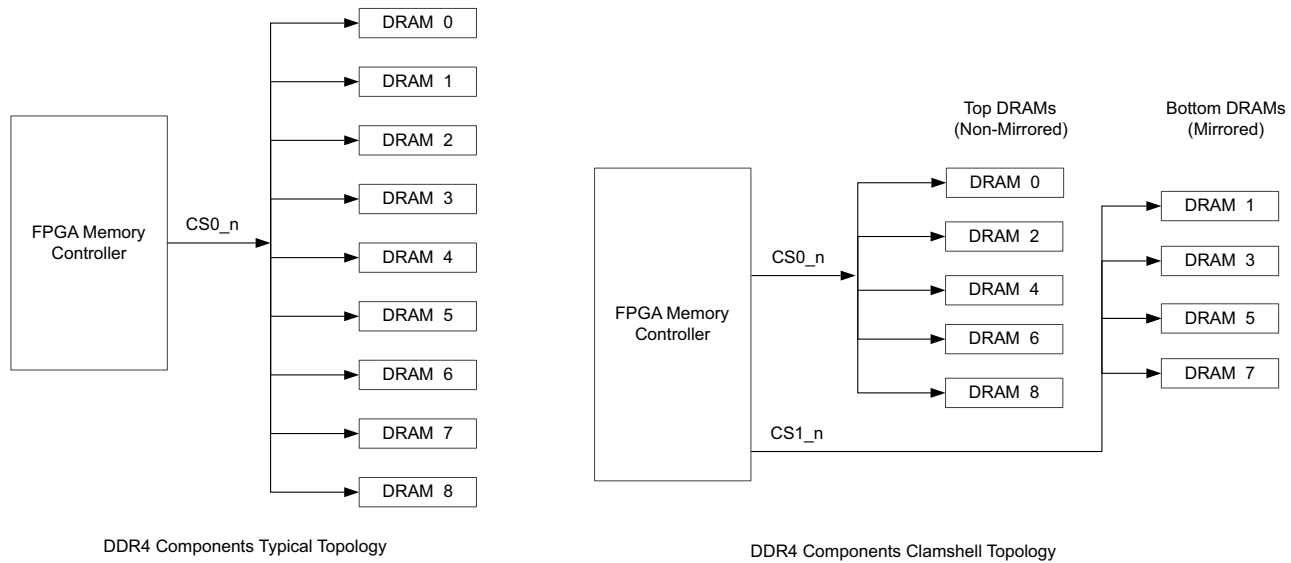 DRAM 0
DRAM 1
DRAM 2
DRAM 3
DRAM 4
DRAM 5
DRAM 6
DRAM 7
DRAM 8
FPGA Memory
Controller
CS0_n
DDR4 Components Typical Topology
Top DRAMs
(Non-Mirrored)
Bottom DRAMs
(Mirrored)
FPGA Memory
Controller
CS0_n
CS1_n
DRAM 0
DRAM 2
DRAM 4
DRAM 6
DRAM 8
DRAM 1
DRAM 3
DRAM 5
DRAM 7
DDR4 Components Clamshell Topology